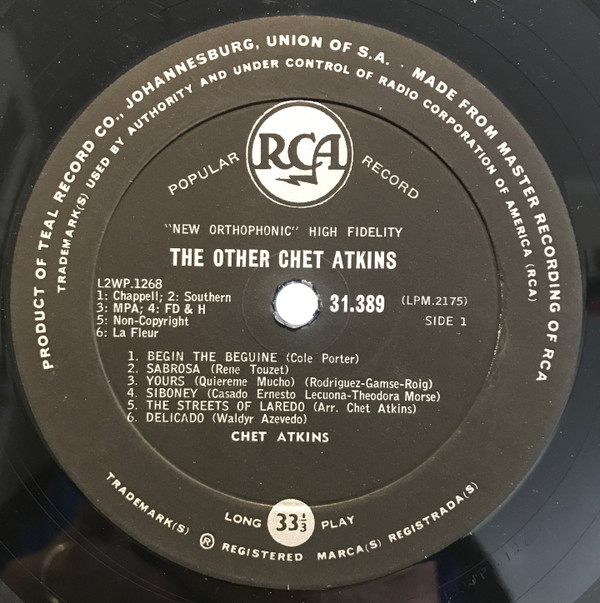 PRODUCT OF TEAL RECORD CO., JOHANNESBURG, UNION OF S.A. · MADE FROM MASTER RECORDING OF RCA
TRADEMARK(S) USED BY AUTHORITY AND UNDER CONTROL OF RADIO CORPORATION OF AMERICA (RCA)
RCA
POPULAR RECORD
"NEW ORTHOPHONIC" HIGH FIDELITY
THE OTHER CHET ATKINS
L2WP.1268
1: Chappell; 2: Southern
3: MPA; 4: FD & H
5: Non-Copyright
6: La Fleur
31.389 (LPM.2175)
SIDE 1
1. BEGIN THE BEGUINE (Cole Porter)
2. SABROSA (Rene Touzet)
3. YOURS (Quiereme Mucho) (Rodriguez-Gamse-Roig)
4. SIBONEY (Casado Ernesto Lecuona-Theodora Morse)
5. THE STREETS OF LAREDO (Arr. Chet Atkins)
6. DELICADO (Waldyr Azevedo)
CHET ATKINS
LONG 33⅓ PLAY
TRADEMARK(S) ® REGISTERED MARCA(S) REGISTRADA(S)